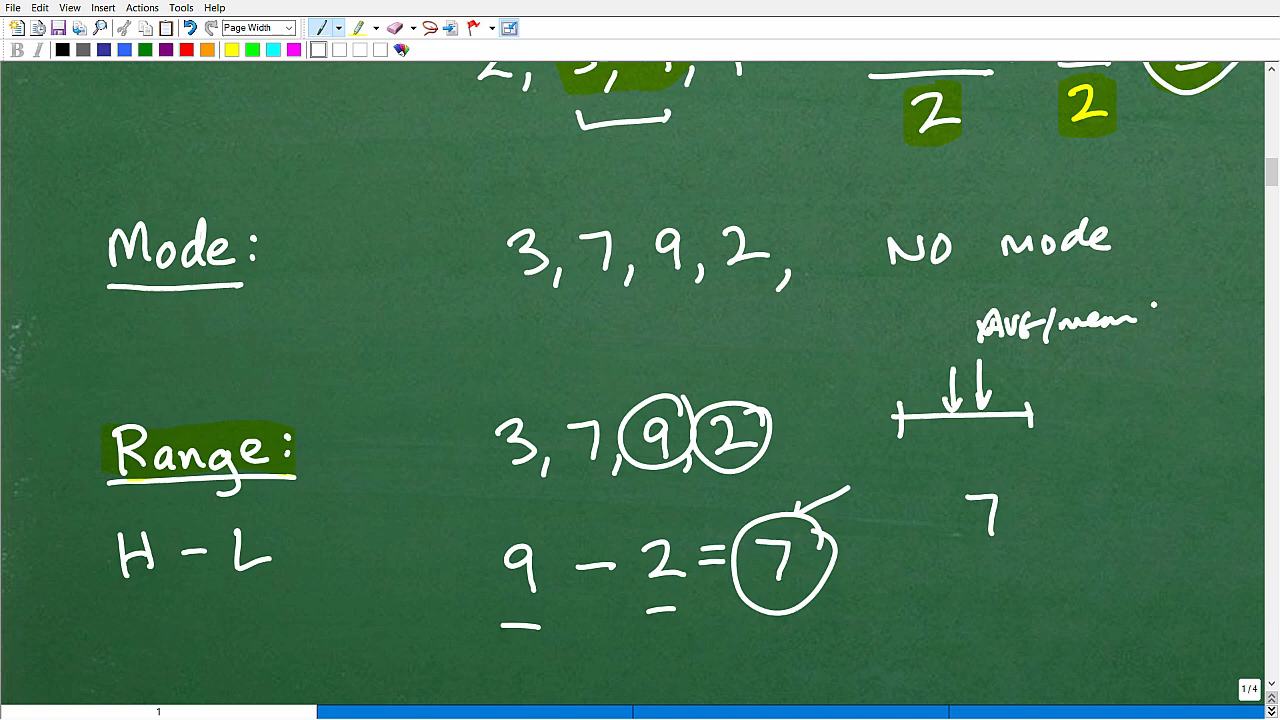 File Edit View Insert Actions Tools Help
Page Width
B I
2,
2 2
Mode: 3, 7, 9, 2, NO mode
Range: 3, 7, 9, 2
H - L 9 - 2 = 7 7
1/4
1